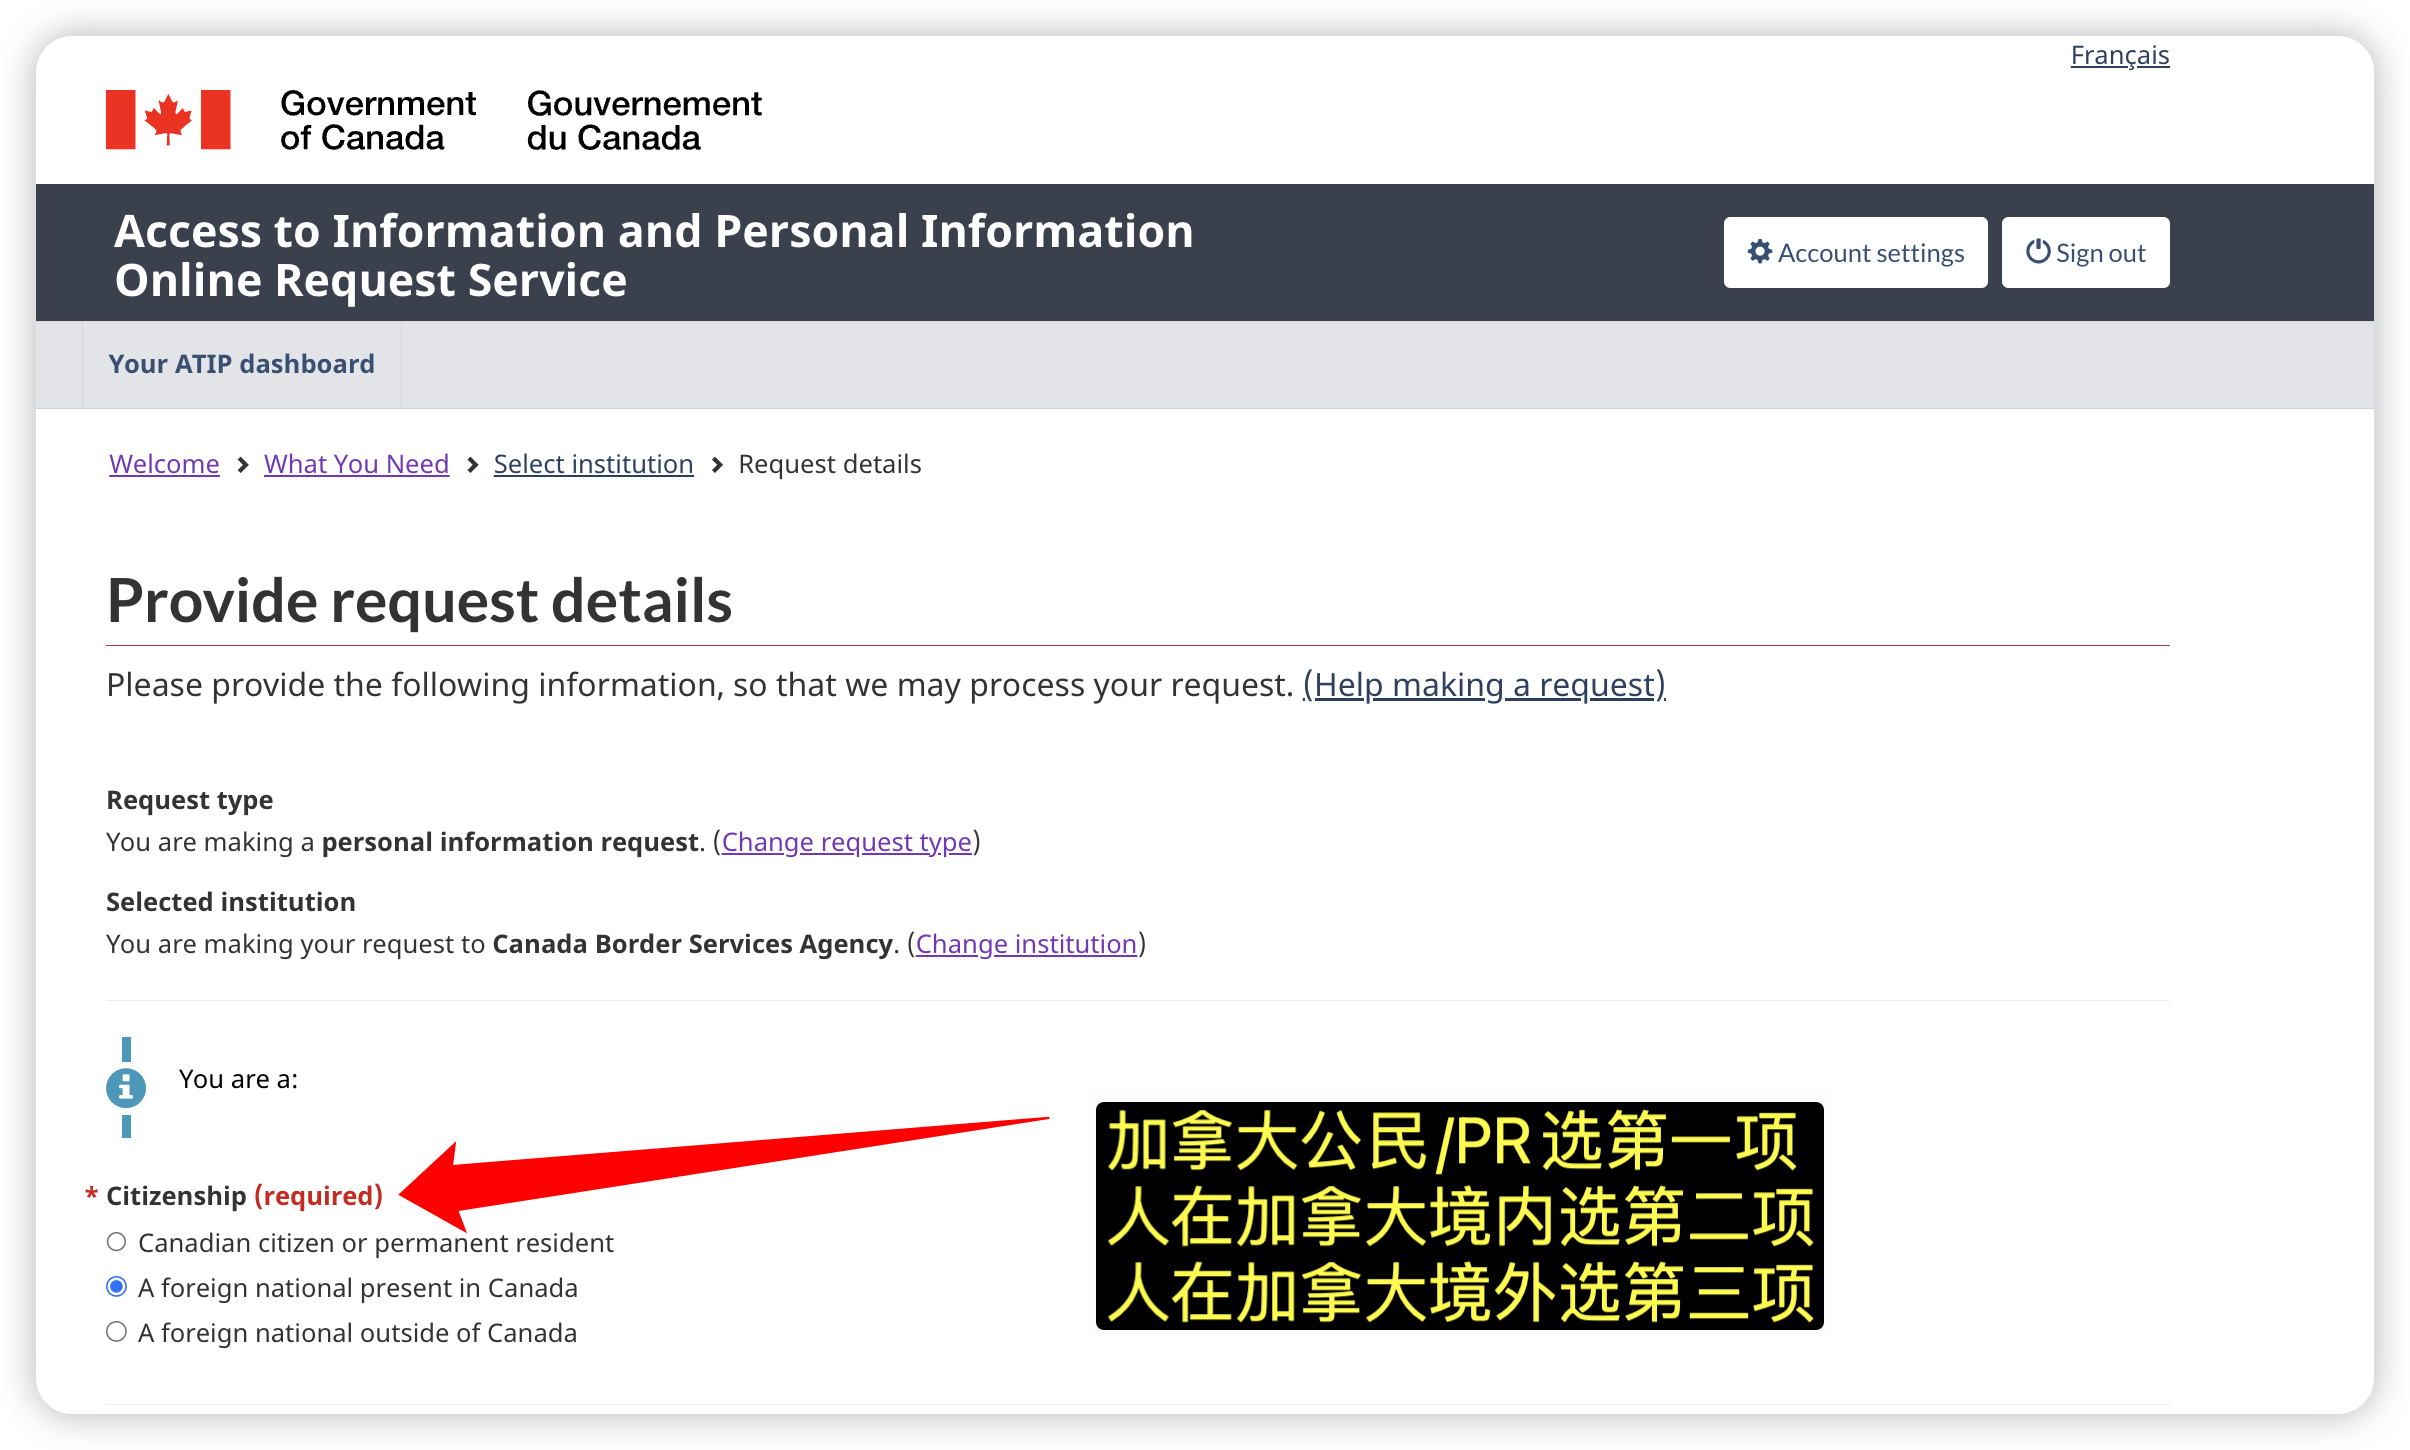 Français
Government of Canada
Gouvernement du Canada
Access to Information and Personal Information
Online Request Service
Account settings
Sign out
Your ATIP dashboard
Welcome > What You Need > Select institution > Request details
Provide request details
Please provide the following information, so that we may process your request. (Help making a request)
Request type
You are making a personal information request. (Change request type)
Selected institution
You are making your request to Canada Border Services Agency. (Change institution)
You are a:
* Citizenship (required)
Canadian citizen or permanent resident
A foreign national present in Canada
A foreign national outside of Canada
加拿大公民/PR选第一项
人在加拿大境内选第二项
人在加拿大境外选第三项